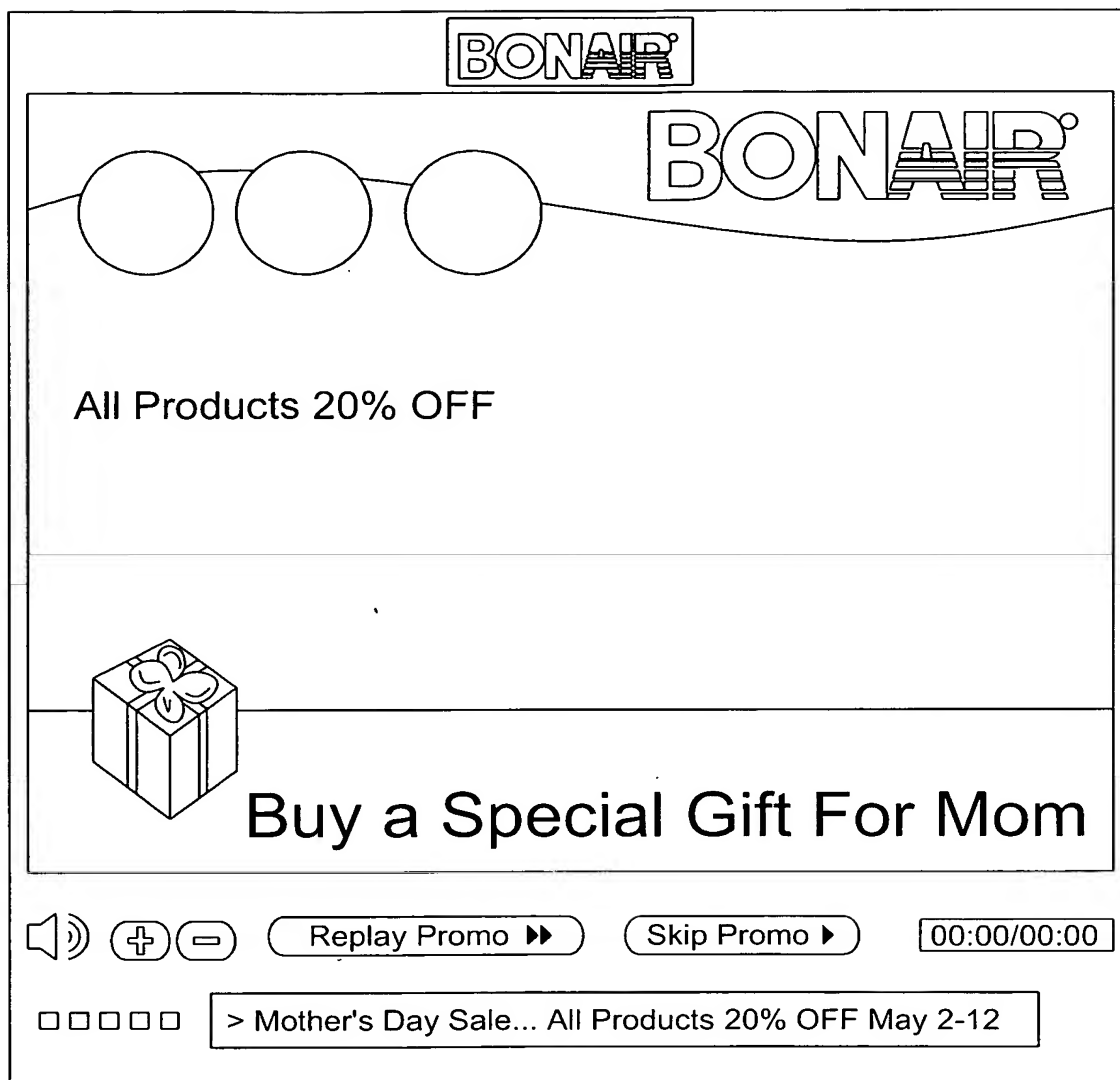 BONAIR
BONAIR
All Products 20% OFF
Buy a Special Gift For Mom
Replay Promo
Skip Promo
00:00/00:00
> Mother's Day Sale... All Products 20% OFF May 2-12